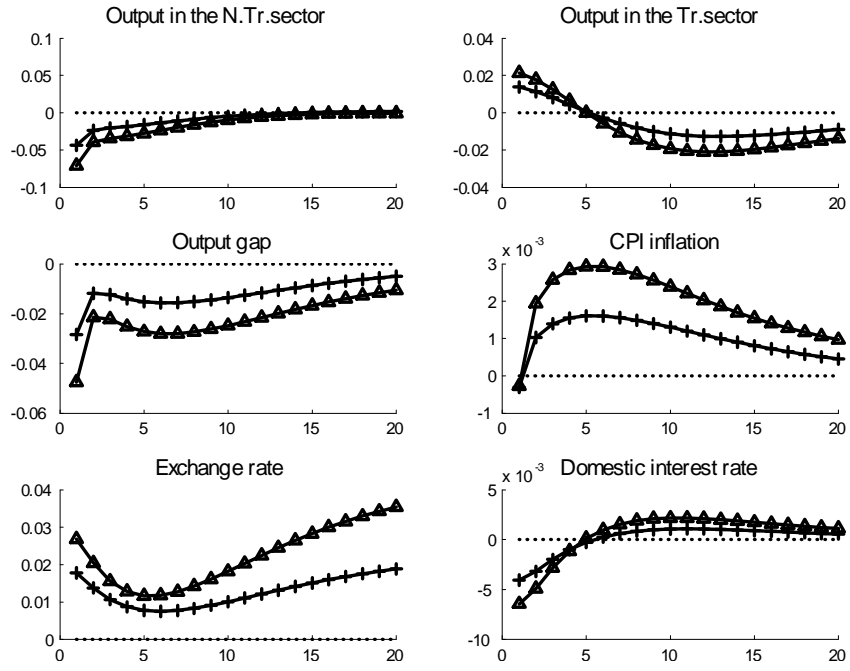 Output in the N.Tr.sector
0.1
0.05
0
-0.05
-0.1
0 5 10 15 20
Output in the Tr.sector
0.04
0.02
0
-0.02
-0.04
0 5 10 15 20
Output gap
0
-0.02
-0.04
-0.06
0 5 10 15 20
CPI inflation
x 10⁻³
3
2
1
0
-1
0 5 10 15 20
Exchange rate
0.04
0.03
0.02
0.01
0
0 5 10 15 20
Domestic interest rate
x 10⁻³
5
0
-5
-10
0 5 10 15 20